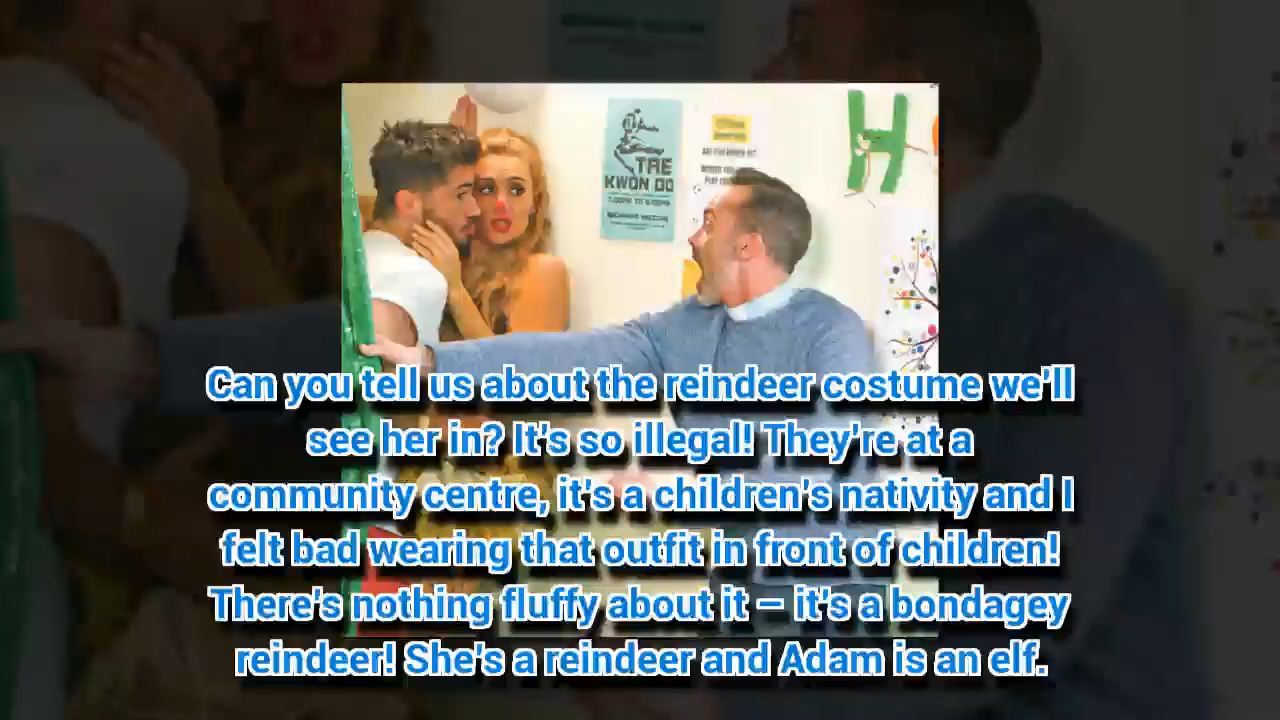 TAE
KWON DO
H
Can you tell us about the reindeer costume we'll
see her in? It's so illegal! They're at a
community centre, it's a children's nativity and I
felt bad wearing that outfit in front of children!
There's nothing fluffy about it – it's a bondagey
reindeer! She's a reindeer and Adam is an elf.